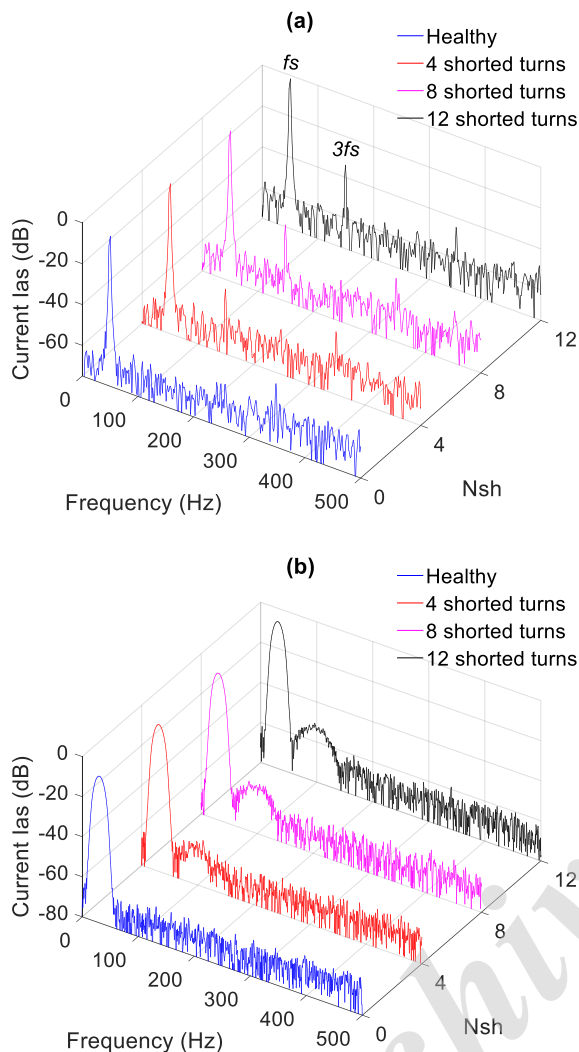 (a)
Healthy
4 shorted turns
8 shorted turns
12 shorted turns
fs
3fs
Current Ias (dB)
0
-20
-40
-60
0
100
200
300
400
500
Frequency (Hz)
0
4
8
12
Nsh
(b)
Healthy
4 shorted turns
8 shorted turns
12 shorted turns
Current Ias (dB)
0
-20
-40
-60
-80
0
100
200
300
400
500
Frequency (Hz)
0
4
8
12
Nsh